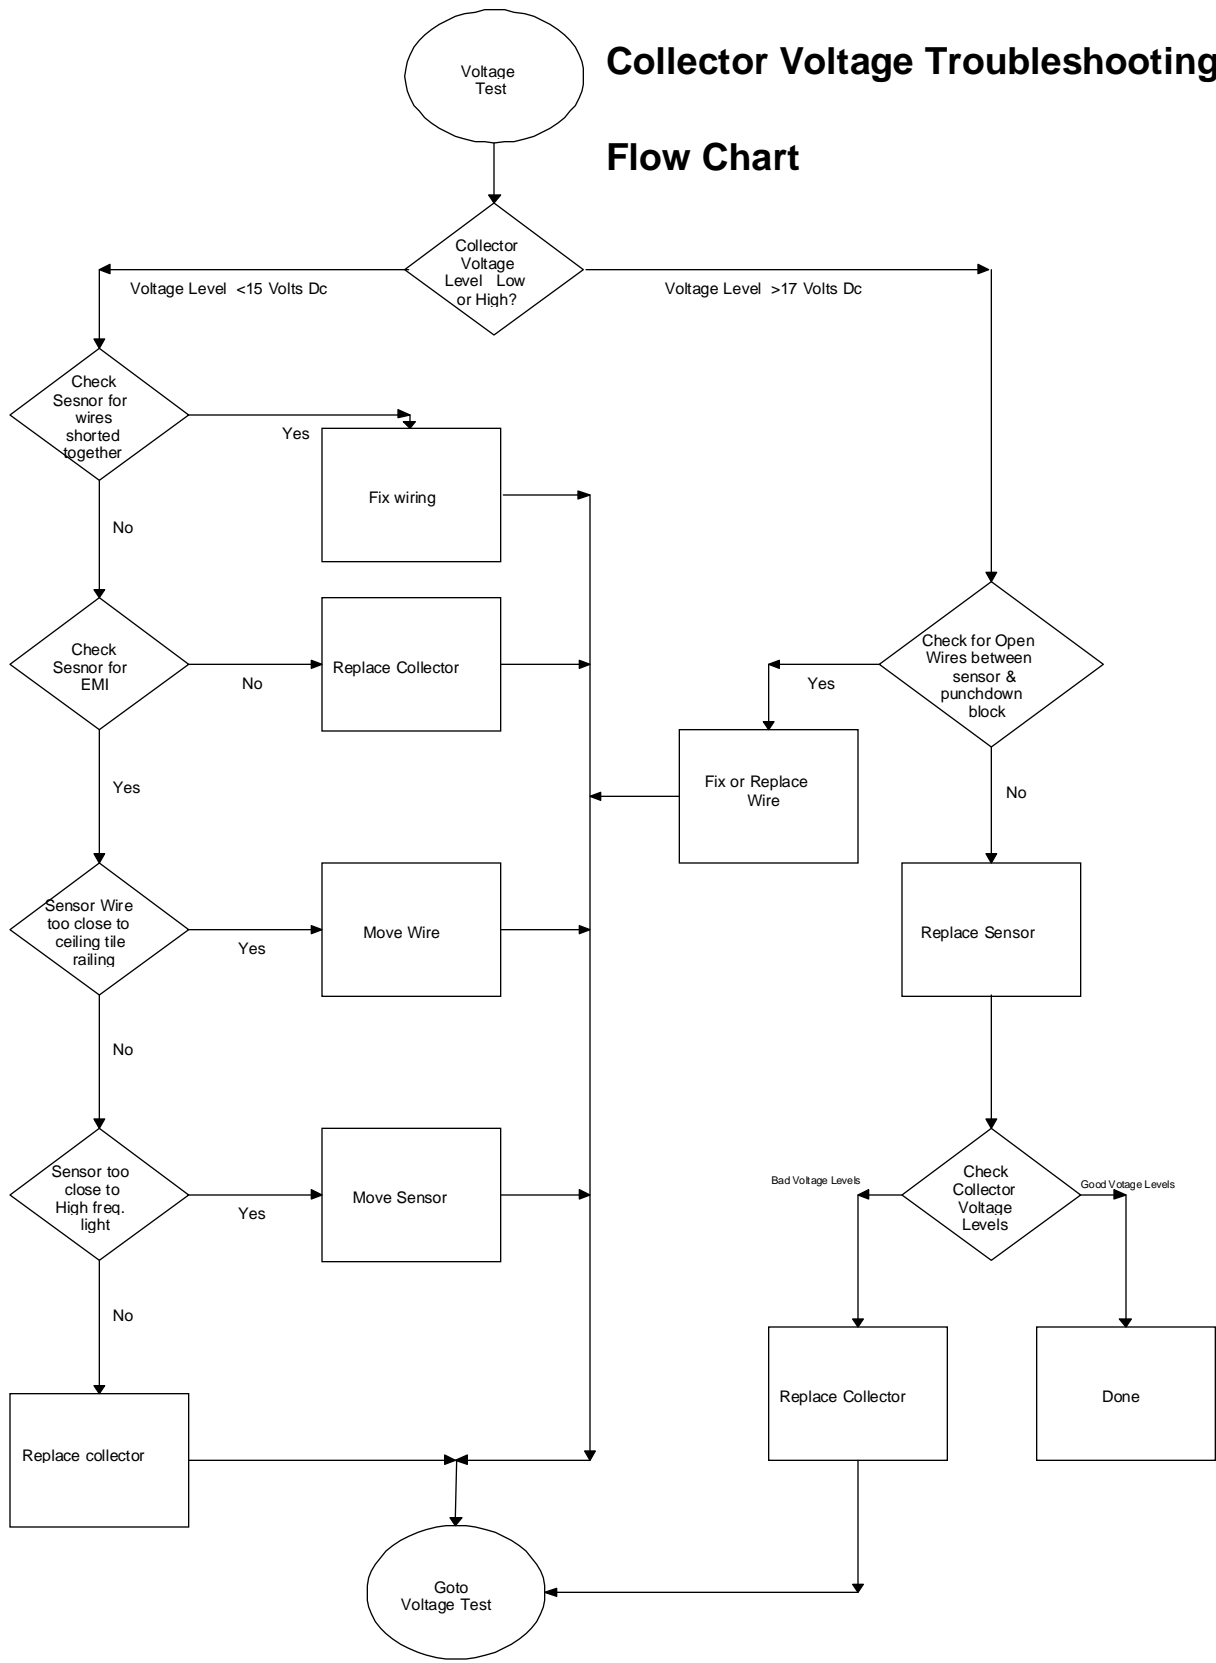 Collector Voltage Troubleshooting
Flow Chart
Voltage
Test
Collector
Voltage
Level Low
or High?
Voltage Level <15 Volts Dc
Voltage Level >17 Volts Dc
Check
Sesnor for
wires
shorted
together
Yes
Fix wiring
No
Check
Sesnor for
EMI
No
Replace Collector
Check for Open
Wires between
sensor &
punchdown
block
Yes
Fix or Replace
Wire
No
Yes
Sensor Wire
too close to
ceiling tile
railing
Yes
Move Wire
Replace Sensor
No
Sensor too
close to
High freq.
light
Yes
Move Sensor
Bad Voltage Levels
Check
Collector
Voltage
Levels
Good Votage Levels
No
Replace collector
Replace Collector
Done
Goto
Voltage Test